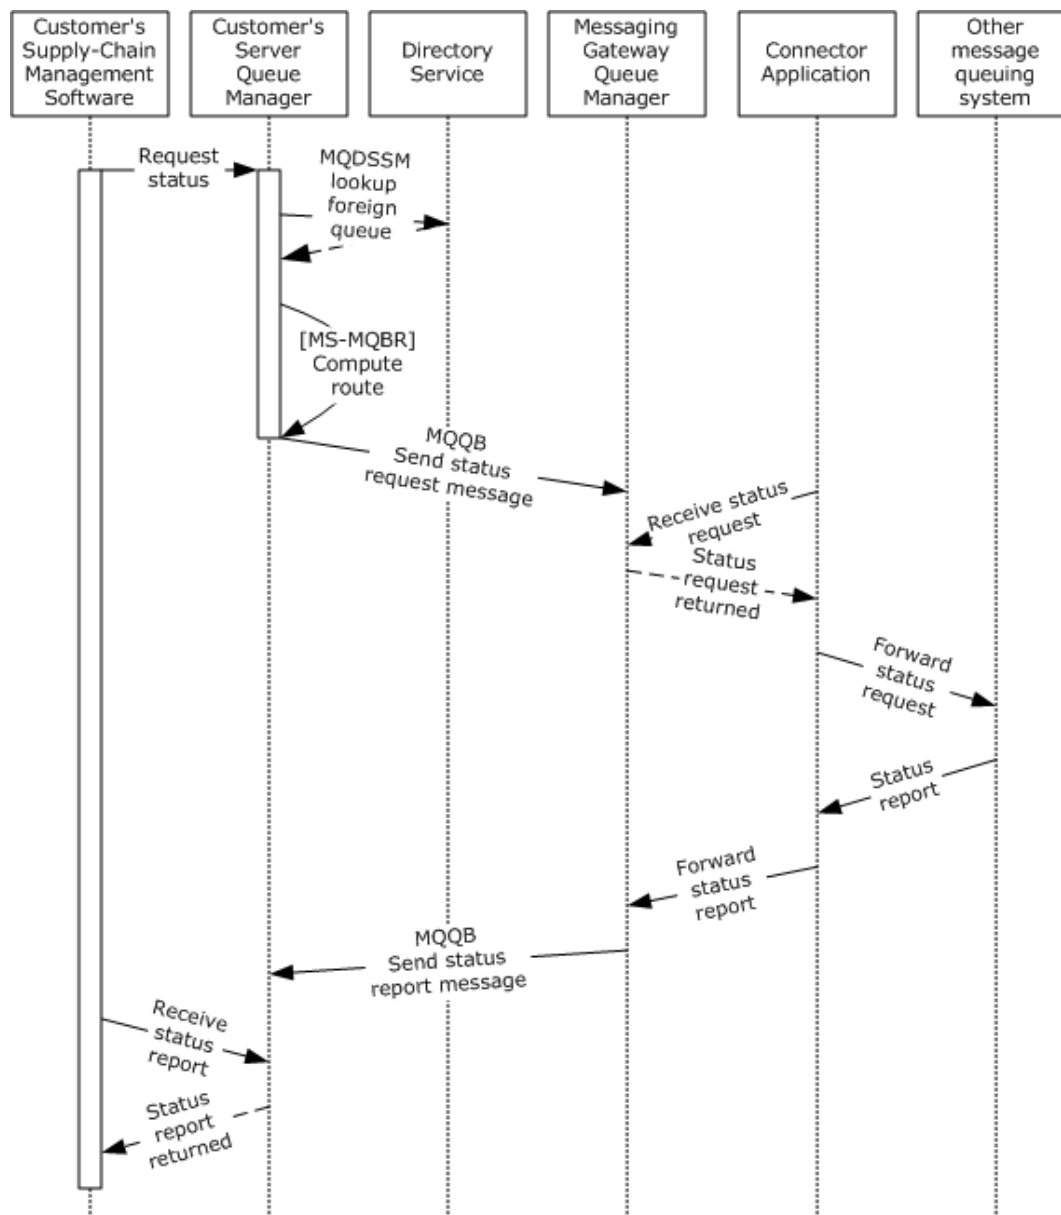 Customer's
Supply-Chain
Management
Software
Customer's
Server
Queue
Manager
Directory
Service
Messaging
Gateway
Queue
Manager
Connector
Application
Other
message
queuing
system
Request
status
MQDSSM
lookup
foreign
queue
[MS-MQBR]
Compute
route
MQQB
Send status
request message
Receive status
request
Status
request
returned
Forward
status
request
Status
report
Forward
status
report
MQQB
Send status
report message
Receive
status
report
Status
report
returned